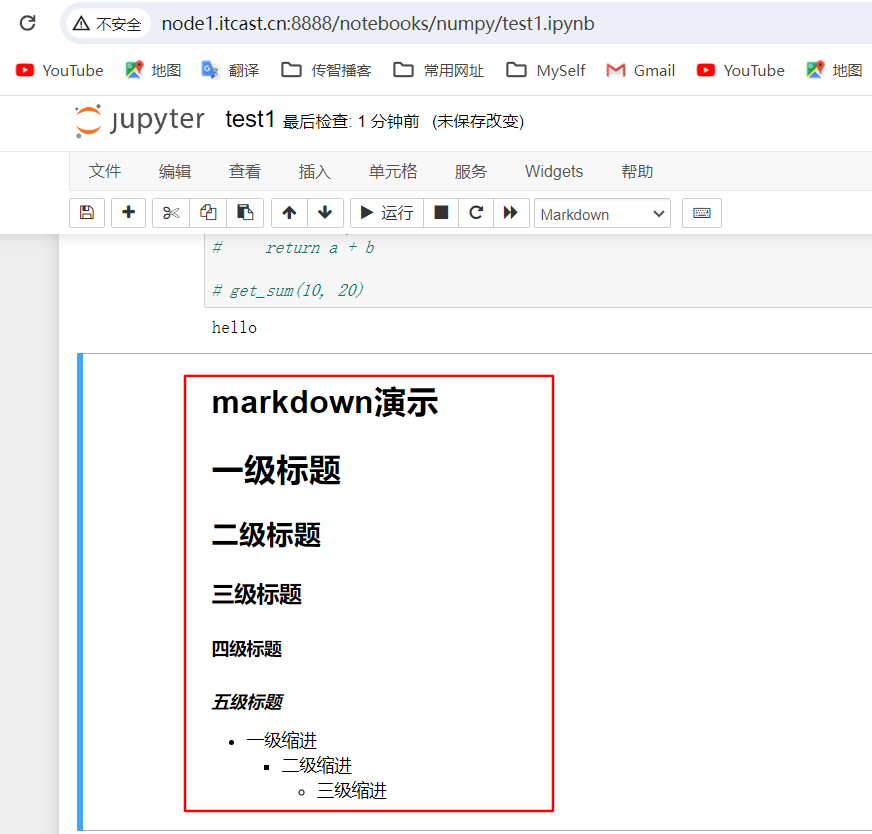 不安全 node1.itcast.cn:8888/notebooks/numpy/test1.ipynb
YouTube 地图 翻译 传智播客 常用网址 MySelf Gmail YouTube 地图
jupyter test1 最后检查: 1 分钟前 (未保存改变)
文件 编辑 查看 插入 单元格 服务 Widgets 帮助
运行 Markdown
# return a + b
# get_sum(10, 20)
hello
markdown演示
一级标题
二级标题
三级标题
四级标题
五级标题
一级缩进
二级缩进
三级缩进